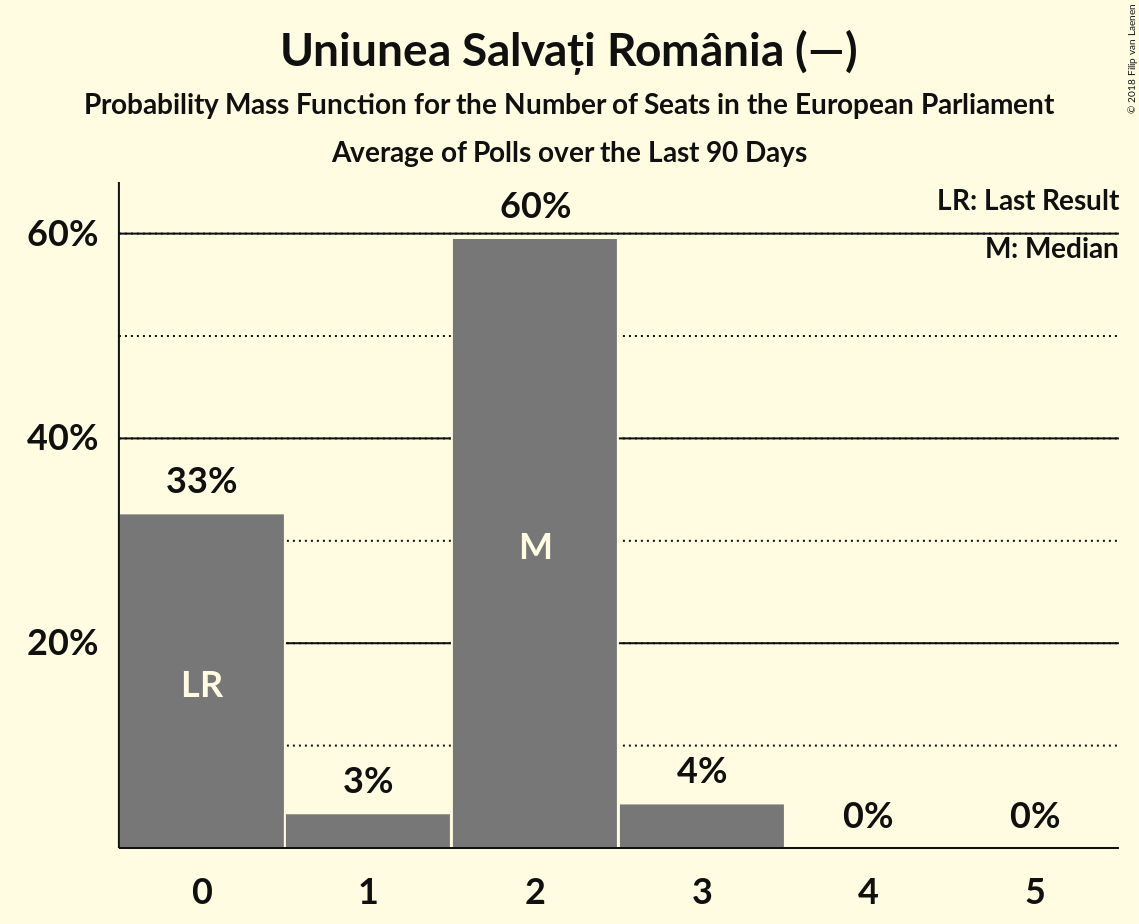 Uniunea Salvați România (—)
Probability Mass Function for the Number of Seats in the European Parliament
Average of Polls over the Last 90 Days
© 2018 Filip van Laenen
LR: Last Result
M: Median
60%
40%
20%
33%
3%
60%
4%
0%
0%
LR
M
0
1
2
3
4
5